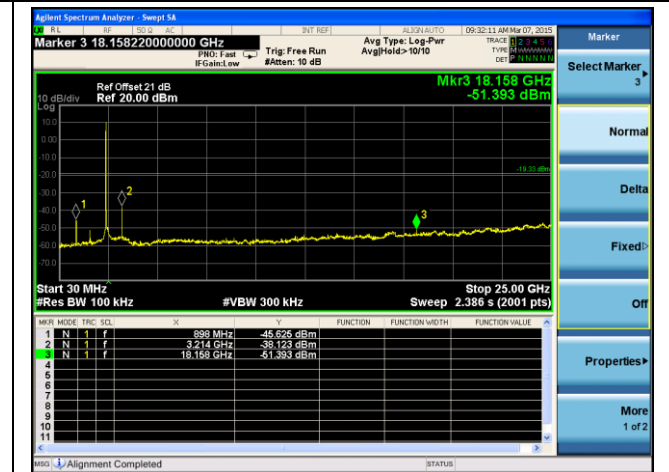 Agilent Spectrum Analyzer - Swept SA
RL RF 50 Ω AC INT REF ALIGN AUTO 09:32:11 AM Mar 07, 2015
Marker 3 18.158220000000 GHz
PNO: Fast
IFGain:Low
Trig: Free Run
#Atten: 10 dB
Avg Type: Log-Pwr
Avg|Hold:>10/10
TRACE 1 2 3 4 5 6
TYPE M
DET P N N N N N
Ref Offset 21 dB
10 dB/div Ref 20.00 dBm
Log
Mkr3 18.158 GHz
-51.393 dBm
10.0
0.00
-10.0
-20.0
-30.0
-40.0
-50.0
-60.0
-70.0
-19.33 dBm
1
2
3
Start 30 MHz Stop 25.00 GHz
#Res BW 100 kHz #VBW 300 kHz Sweep 2.386 s (2001 pts)
MKR MODE TRC SCL X Y FUNCTION FUNCTION WIDTH FUNCTION VALUE
1 N 1 f 898 MHz -45.625 dBm
2 N 1 f 3.214 GHz -38.123 dBm
3 N 1 f 18.158 GHz -51.393 dBm
4
5
6
7
8
9
10
11
MSG Alignment Completed STATUS
Marker
Select Marker
3
Normal
Delta
Fixed
Off
Properties
More
1 of 2